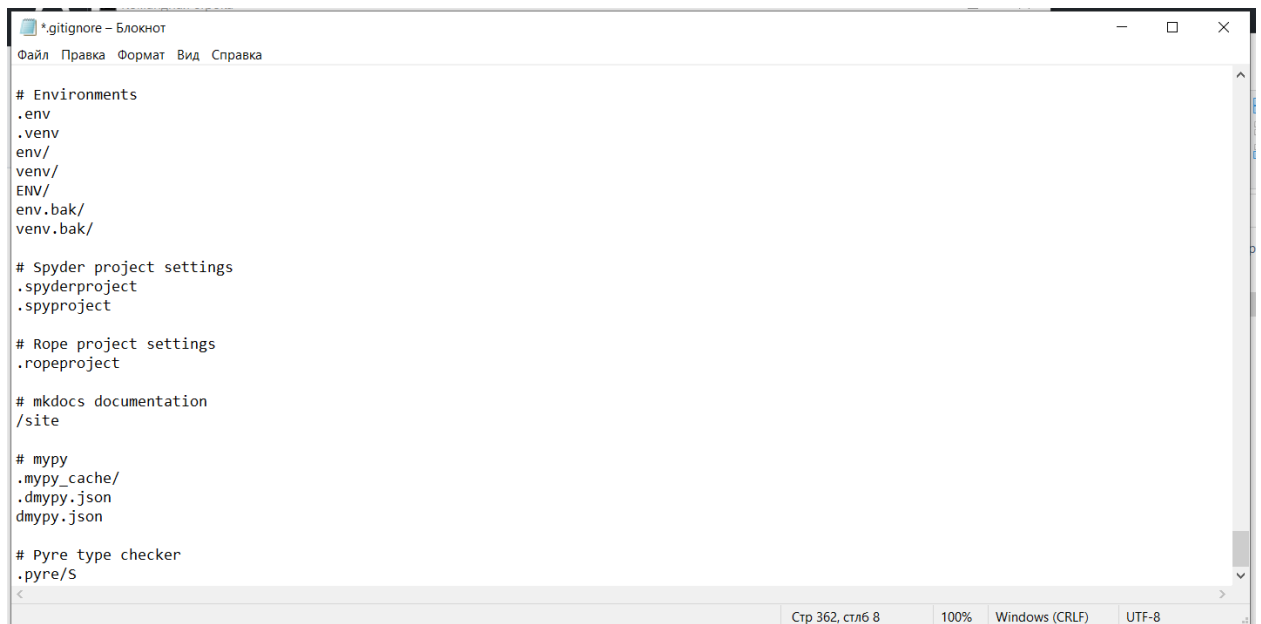 *.gitignore – Блокнот
Файл Правка Формат Вид Справка
# Environments
.env
.venv
env/
venv/
ENV/
env.bak/
venv.bak/
# Spyder project settings
.spyderproject
.spyproject
# Rope project settings
.ropeproject
# mkdocs documentation
/site
# mypy
.mypy_cache/
.dmypy.json
dmypy.json
# Pyre type checker
.pyre/S
Стр 362, стлб 8 100% Windows (CRLF) UTF-8